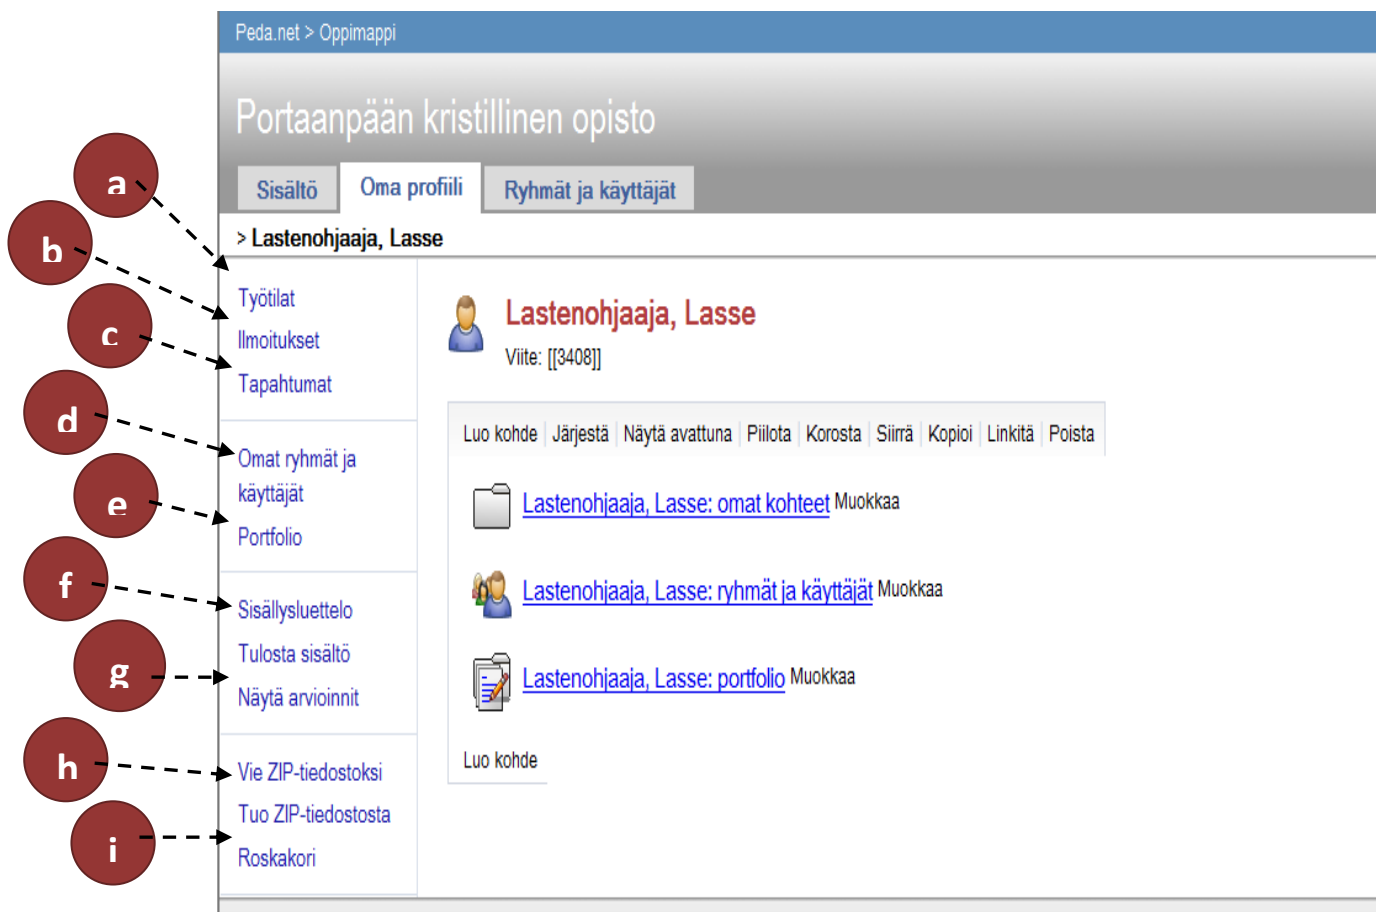 Peda.net > Oppimappi
Portaanpään kristillinen opisto
Sisältö Oma profiili Ryhmät ja käyttäjät
> Lastenohjaaja, Lasse
a
b
c
d
e
f
g
h
i
Työtilat
Ilmoitukset
Tapahtumat
Omat ryhmät ja
käyttäjät
Portfolio
Sisällysluettelo
Tulosta sisältö
Näytä arvioinnit
Vie ZIP-tiedostoksi
Tuo ZIP-tiedostosta
Roskakori
Lastenohjaaja, Lasse
Viite: [[3408]]
Luo kohde Järjestä Näytä avattuna Piilota Korosta Siirrä Kopioi Linkitä Poista
Lastenohjaaja, Lasse: omat kohteet Muokkaa
Lastenohjaaja, Lasse: ryhmät ja käyttäjät Muokkaa
Lastenohjaaja, Lasse: portfolio Muokkaa
Luo kohde